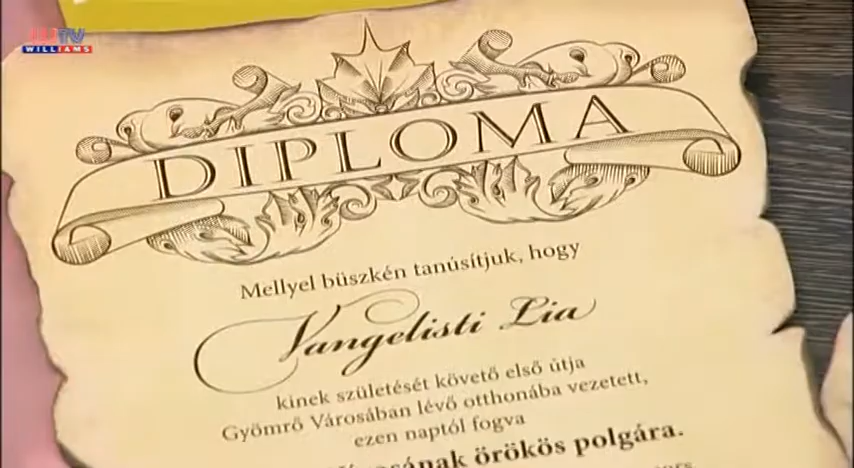 WILLIAMS
DIPLOMA
Mellyel büszkén tanúsítjuk, hogy
Vangelisti Lia
kinek születését követő első útja
Gyömrő Városában lévő otthonába vezetett,
ezen naptól fogva
örökös polgára.